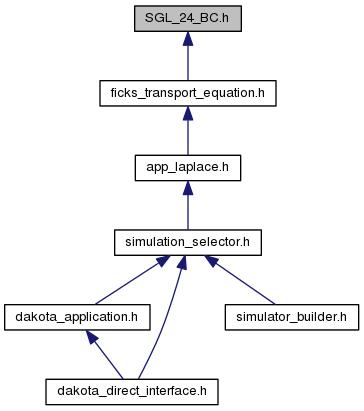 SGL_24_BC.h
ficks_transport_equation.h
app_laplace.h
simulation_selector.h
dakota_application.h
simulator_builder.h
dakota_direct_interface.h